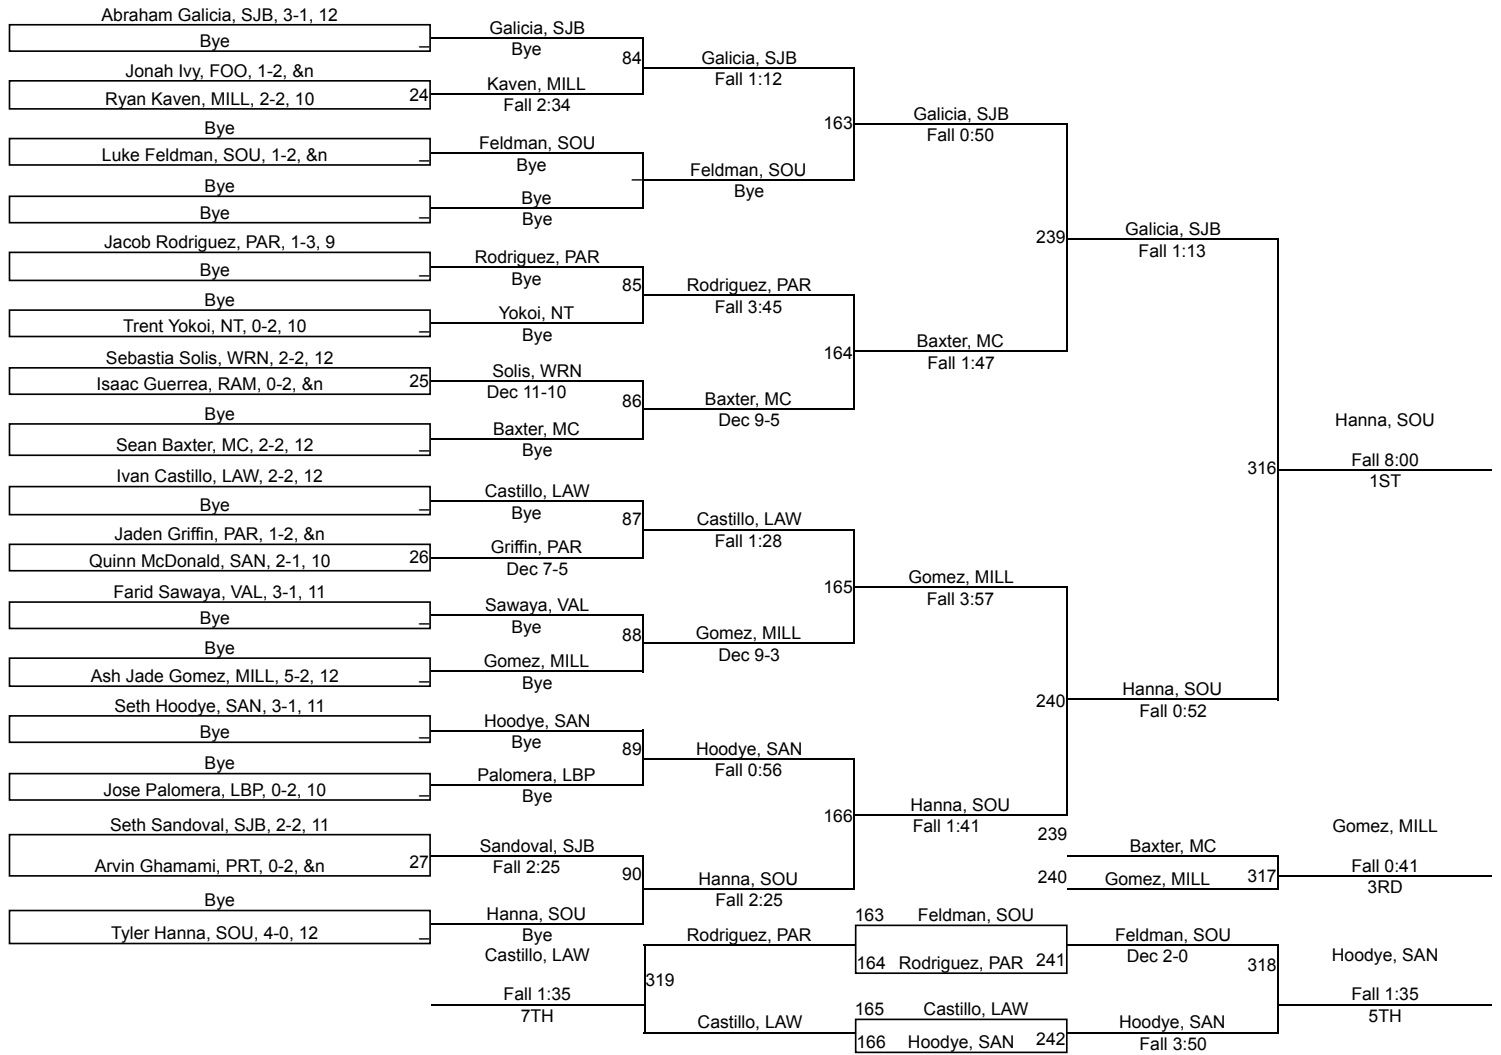 Abraham Galicia, SJB, 3-1, 12
Bye
Jonah Ivy, FOO, 1-2, &n
Ryan Kaven, MILL, 2-2, 10
24
Bye
Luke Feldman, SOU, 1-2, &n
Bye
Bye
Jacob Rodriguez, PAR, 1-3, 9
Bye
Bye
Trent Yokoi, NT, 0-2, 10
Sebastia Solis, WRN, 2-2, 12
Isaac Guerrea, RAM, 0-2, &n
25
Bye
Sean Baxter, MC, 2-2, 12
Ivan Castillo, LAW, 2-2, 12
Bye
Jaden Griffin, PAR, 1-2, &n
Quinn McDonald, SAN, 2-1, 10
26
Farid Sawaya, VAL, 3-1, 11
Bye
Bye
Ash Jade Gomez, MILL, 5-2, 12
Seth Hoodye, SAN, 3-1, 11
Bye
Bye
Jose Palomera, LBP, 0-2, 10
Seth Sandoval, SJB, 2-2, 11
Arvin Ghamami, PRT, 0-2, &n
27
Bye
Tyler Hanna, SOU, 4-0, 12
Galicia, SJB
Bye
84
Kaven, MILL
Fall 2:34
Feldman, SOU
Bye
Bye
Bye
Rodriguez, PAR
Bye
85
Yokoi, NT
Bye
Solis, WRN
Dec 11-10
86
Baxter, MC
Bye
Castillo, LAW
Bye
87
Griffin, PAR
Dec 7-5
Sawaya, VAL
Bye
88
Gomez, MILL
Bye
Hoodye, SAN
Bye
89
Palomera, LBP
Bye
Sandoval, SJB
Fall 2:25
90
Hanna, SOU
Bye
Galicia, SJB
Fall 1:12
163
Feldman, SOU
Bye
Rodriguez, PAR
Fall 3:45
164
Baxter, MC
Dec 9-5
Castillo, LAW
Fall 1:28
165
Gomez, MILL
Dec 9-3
Hoodye, SAN
Fall 0:56
166
Hanna, SOU
Fall 2:25
Galicia, SJB
Fall 0:50
239
Baxter, MC
Fall 1:47
Gomez, MILL
Fall 3:57
240
Hanna, SOU
Fall 1:41
Galicia, SJB
Fall 1:13
316
Hanna, SOU
Fall 0:52
Hanna, SOU
Fall 8:00
1ST
239
Baxter, MC
240
Gomez, MILL
317
Gomez, MILL
Fall 0:41
3RD
163
Feldman, SOU
164
Rodriguez, PAR
241
165
Castillo, LAW
166
Hoodye, SAN
242
Feldman, SOU
Dec 2-0
318
Hoodye, SAN
Fall 3:50
Hoodye, SAN
Fall 1:35
5TH
Rodriguez, PAR
319
Castillo, LAW
Castillo, LAW
Fall 1:35
7TH